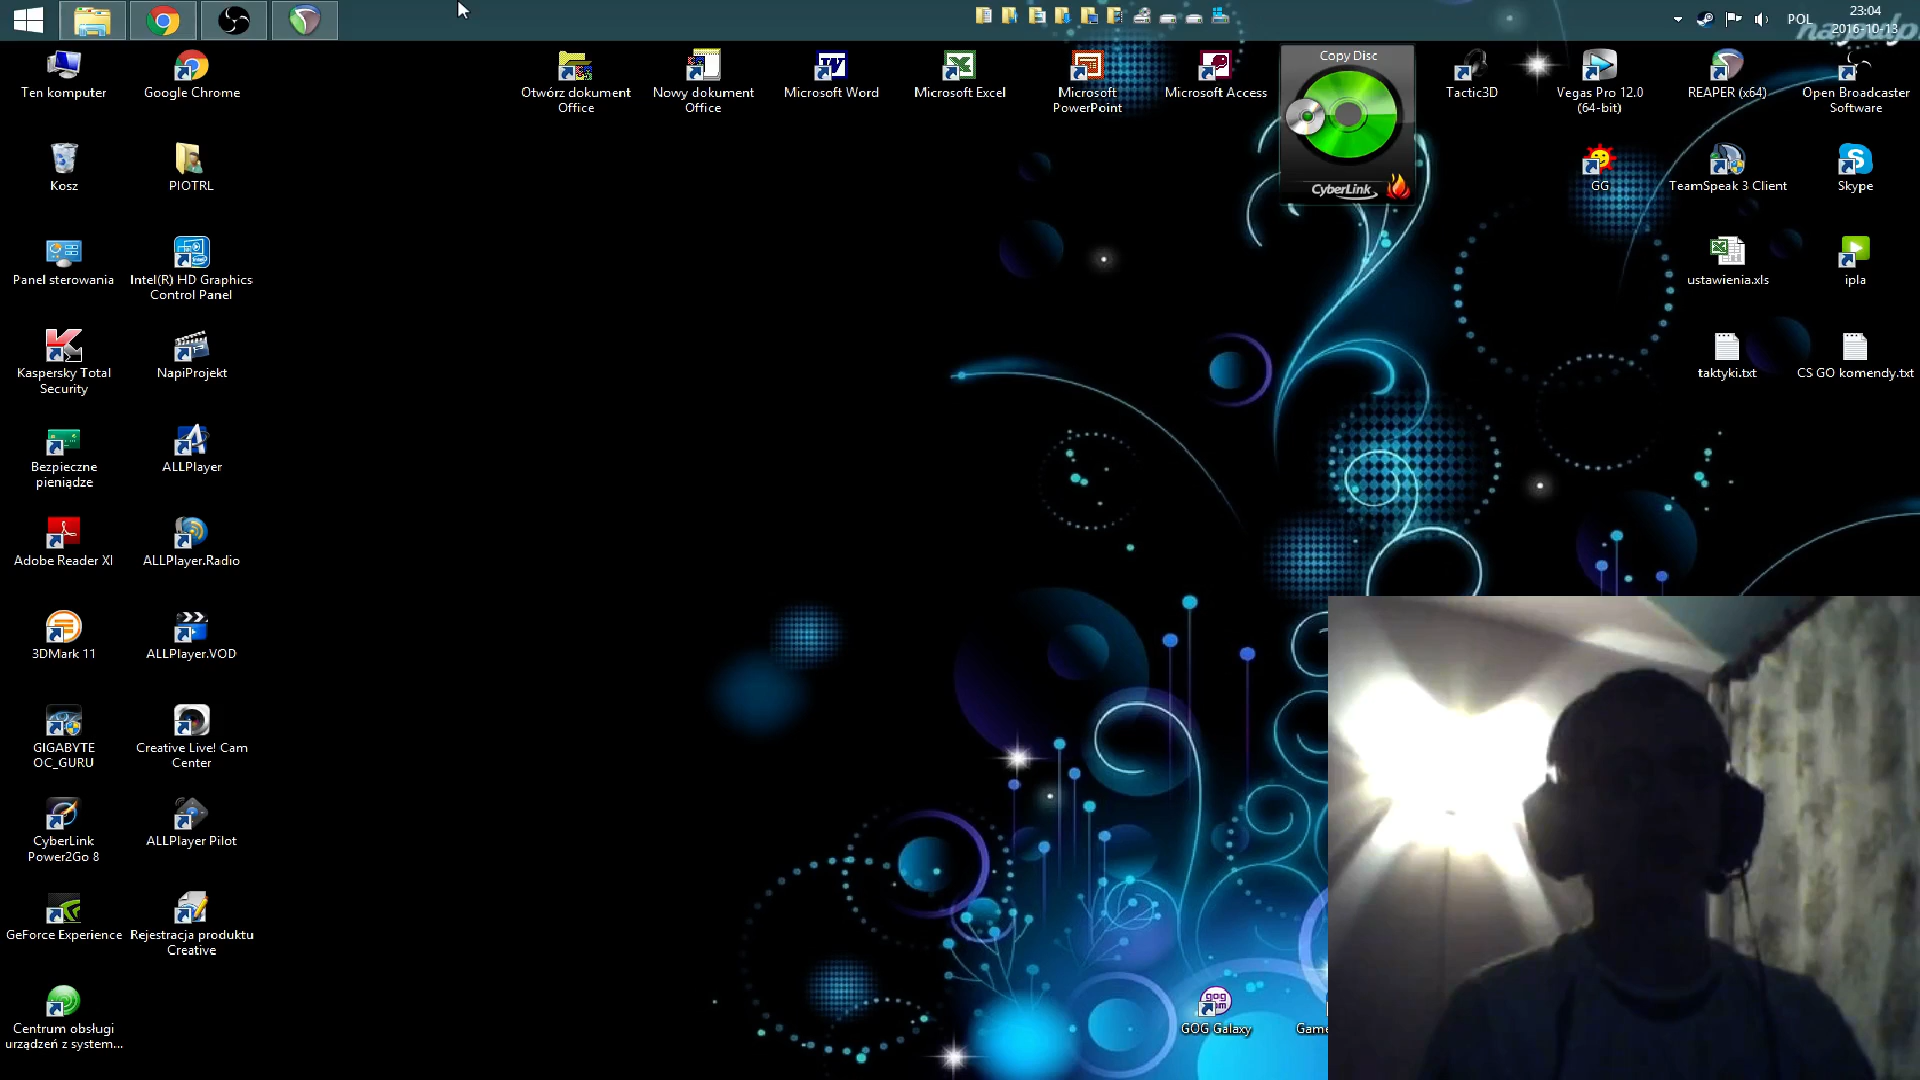 POL
23:04
2016-10-13
Ten komputer
Google Chrome
Otwórz dokument
Office
Nowy dokument
Office
Microsoft Word
Microsoft Excel
Microsoft
PowerPoint
Microsoft Access
Copy Disc
CyberLink
Tactic3D
Vegas Pro 12.0
(64-bit)
REAPER (x64)
Open Broadcaster
Software
Kosz
PIOTRL
GG
TeamSpeak 3 Client
Skype
Panel sterowania
Intel(R) HD Graphics
Control Panel
ustawienia.xls
ipla
Kaspersky Total
Security
NapiProjekt
taktyki.txt
CS GO komendy.txt
Bezpieczne
pieniądze
ALLPlayer
Adobe Reader XI
ALLPlayer.Radio
3DMark 11
ALLPlayer.VOD
GIGABYTE
OC_GURU
Creative Live! Cam
Center
CyberLink
Power2Go 8
ALLPlayer Pilot
GeForce Experience
Rejestracja produktu
Creative
Centrum obsługi
urządzeń z system...
GOG Galaxy
Game